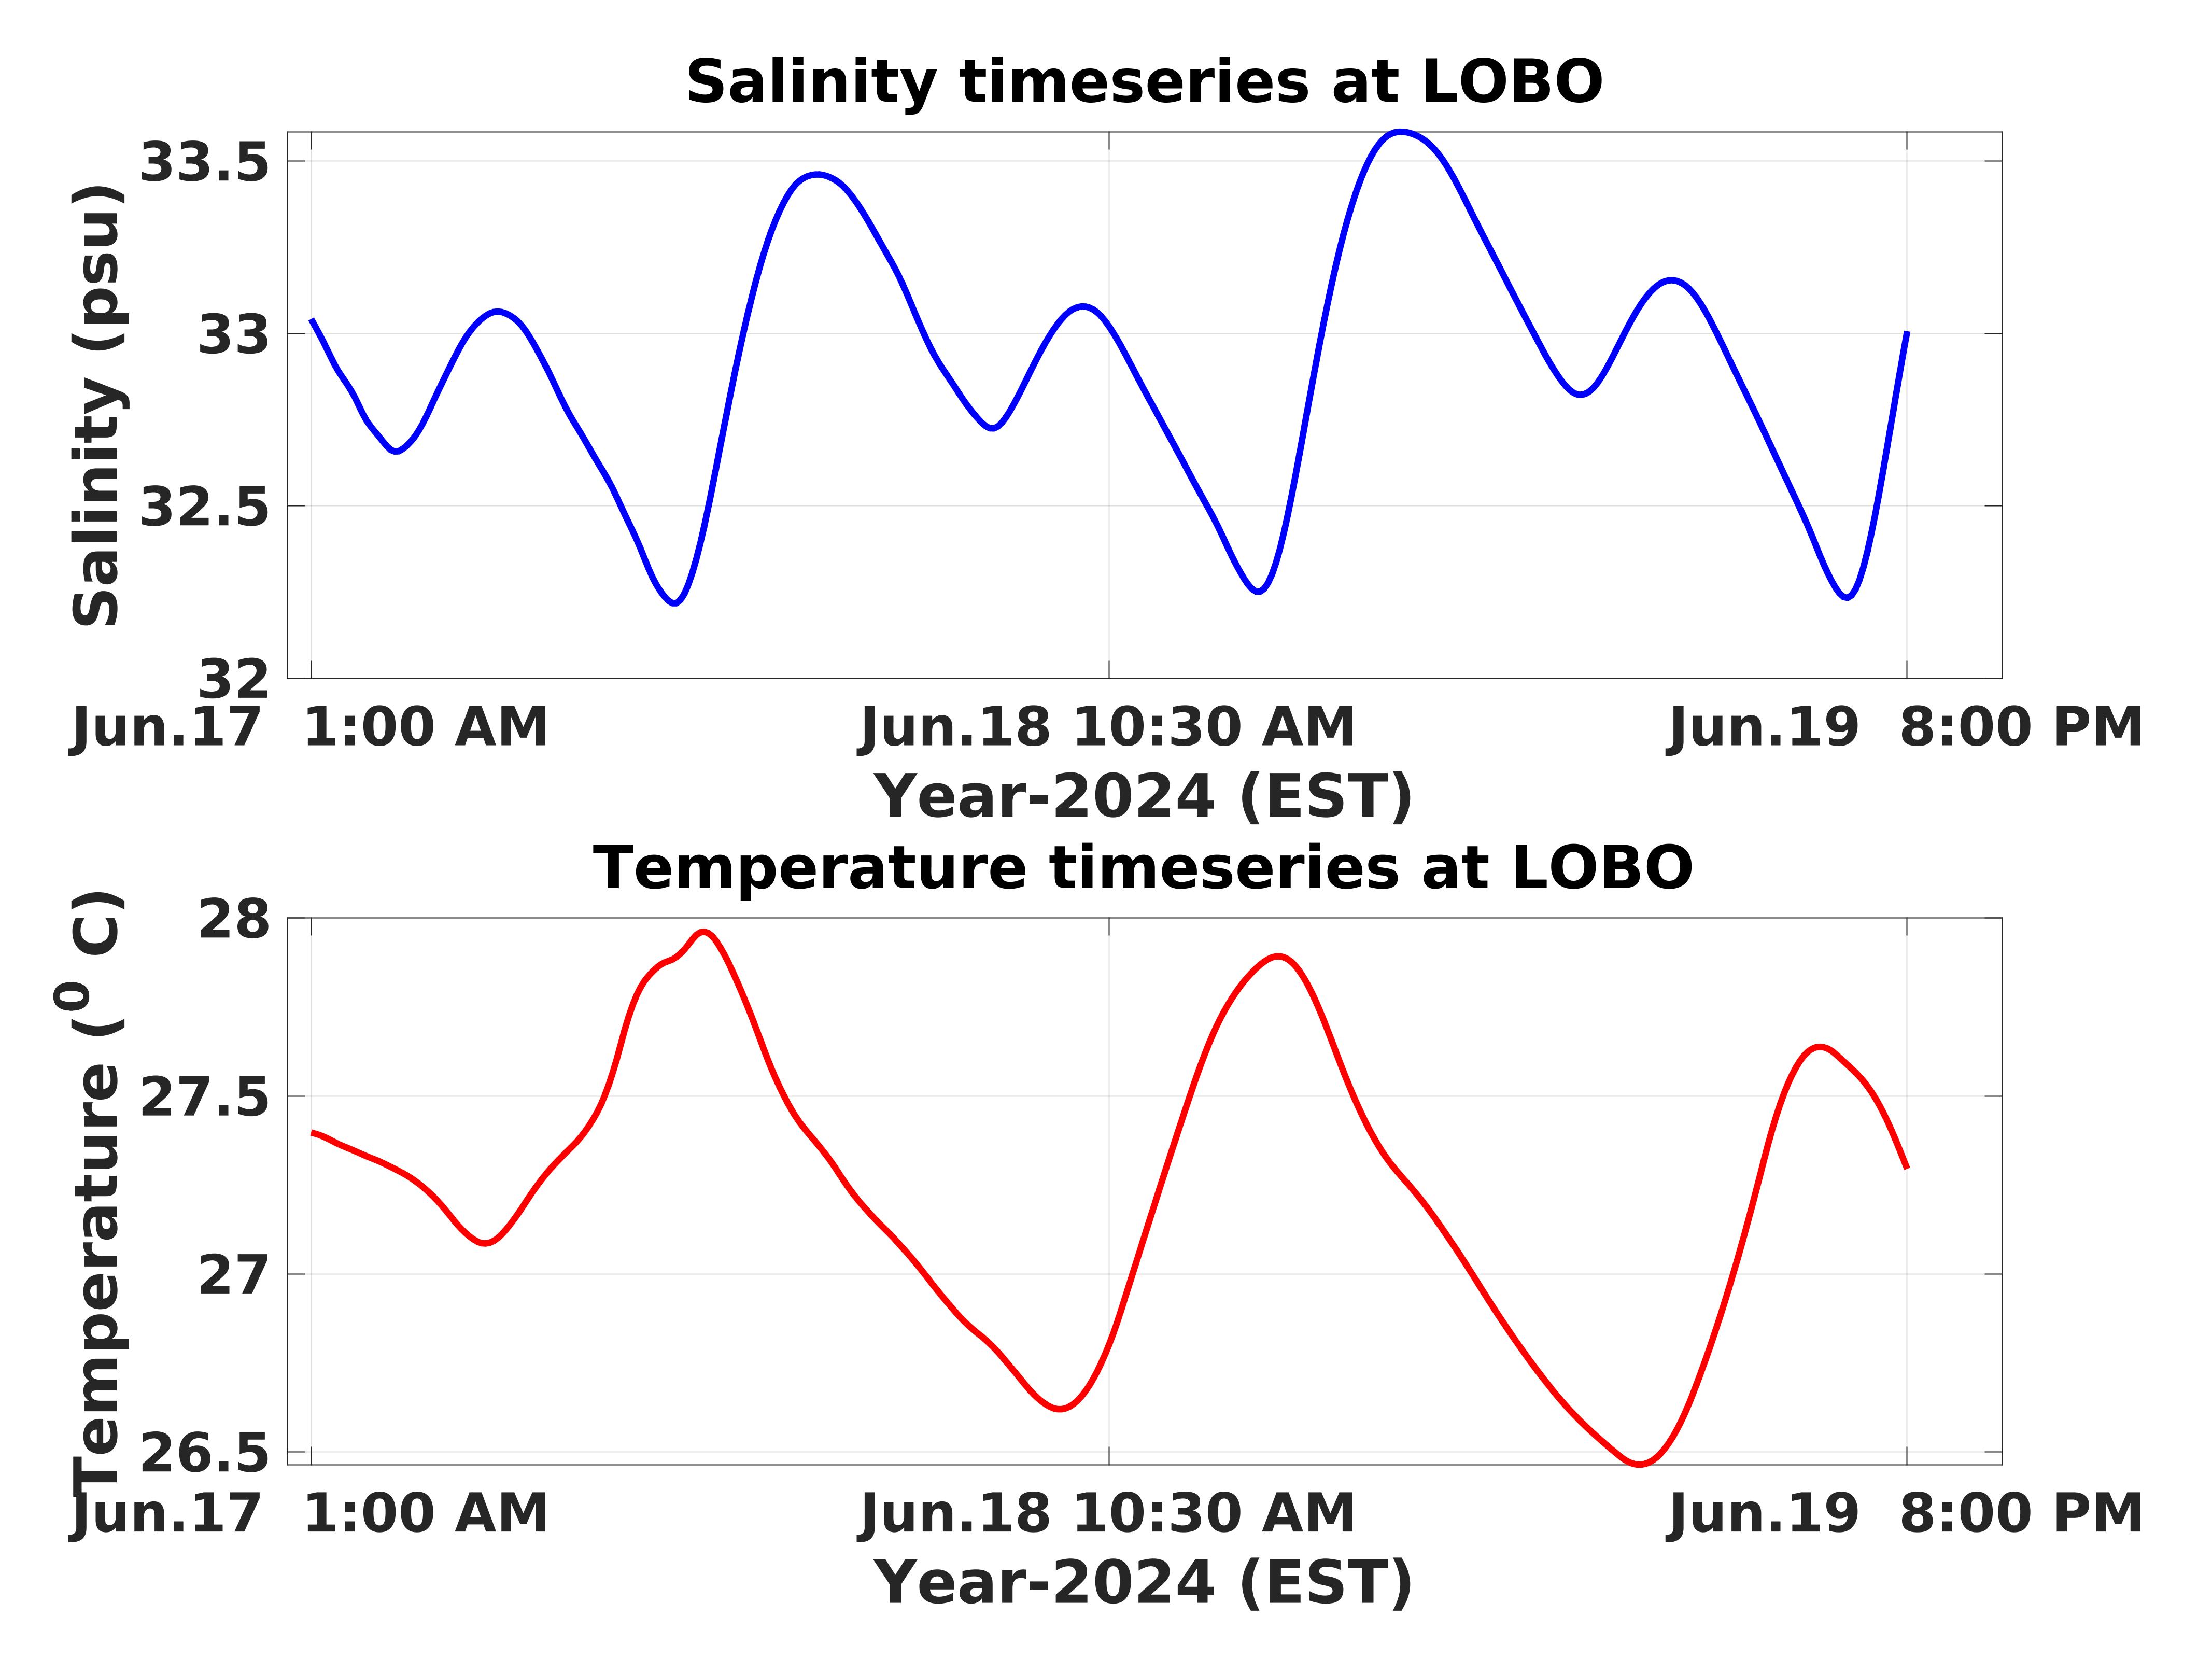 Salinity timeseries at LOBO
Salinity (psu)
33.5
33
32.5
32
Jun.17 1:00 AM Jun.18 10:30 AM Jun.19 8:00 PM
Year-2024 (EST)
Temperature timeseries at LOBO
Temperature (⁰ C)
28
27.5
27
26.5
Jun.17 1:00 AM Jun.18 10:30 AM Jun.19 8:00 PM
Year-2024 (EST)